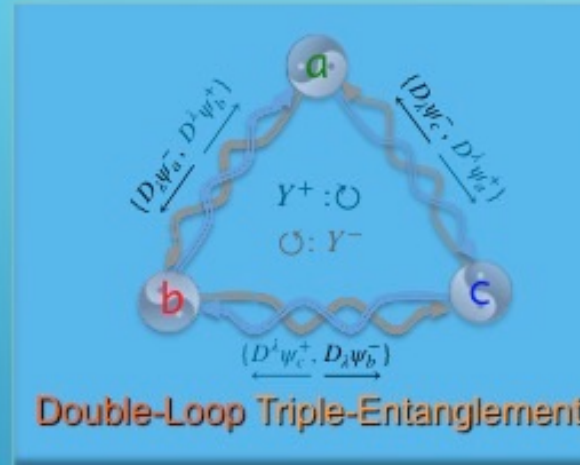 a
{D_λψ_a^-, D^λψ_b^+}
{D_λψ_c^-, D^λψ_a^+}
Y^+ :↻
↺: Y^-
b
c
{D^λψ_c^+, D_λψ_b^-}
Double-Loop Triple-Entanglement